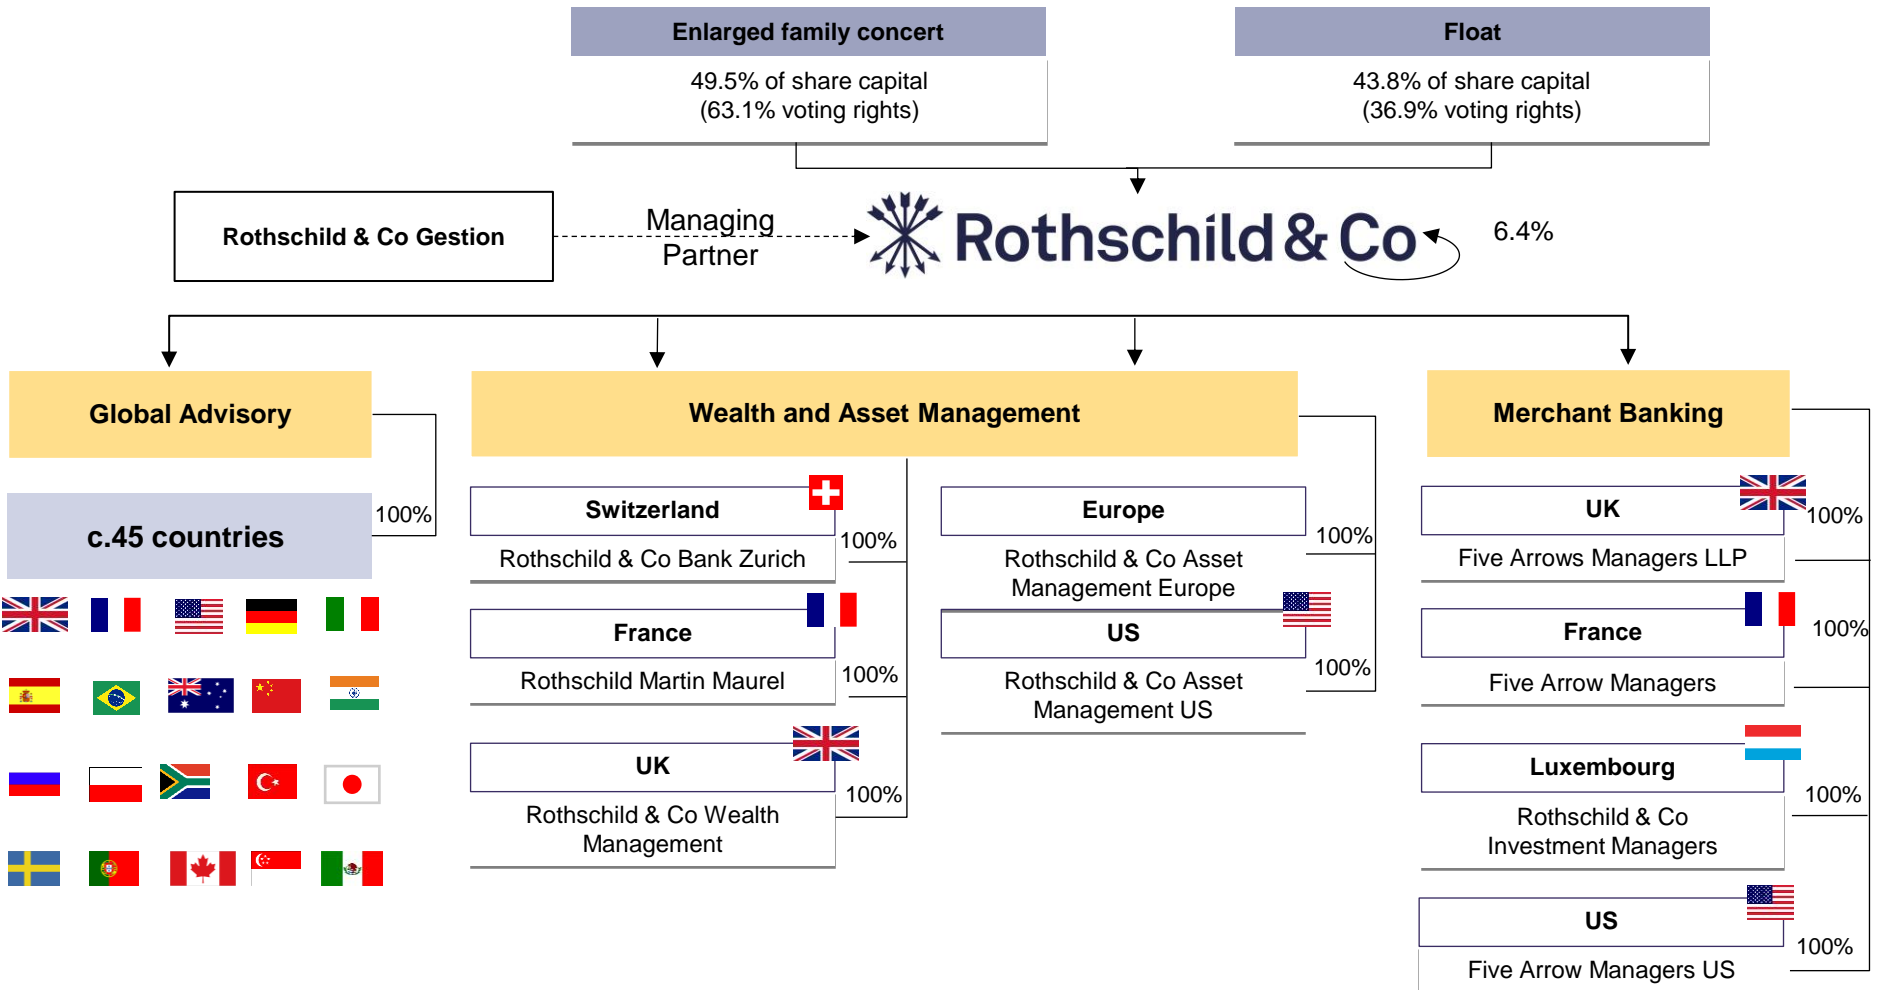 Enlarged family concert
49.5% of share capital
(63.1% voting rights)
Float
43.8% of share capital
(36.9% voting rights)
Rothschild & Co Gestion
Managing
Partner
Rothschild & Co
6.4%
Global Advisory
100%
c.45 countries
Wealth and Asset Management
Switzerland
Rothschild & Co Bank Zurich
100%
France
Rothschild Martin Maurel
100%
UK
Rothschild & Co Wealth
Management
100%
Europe
Rothschild & Co Asset
Management Europe
100%
US
Rothschild & Co Asset
Management US
100%
Merchant Banking
UK
Five Arrows Managers LLP
100%
France
Five Arrow Managers
100%
Luxembourg
Rothschild & Co
Investment Managers
100%
US
Five Arrow Managers US
100%